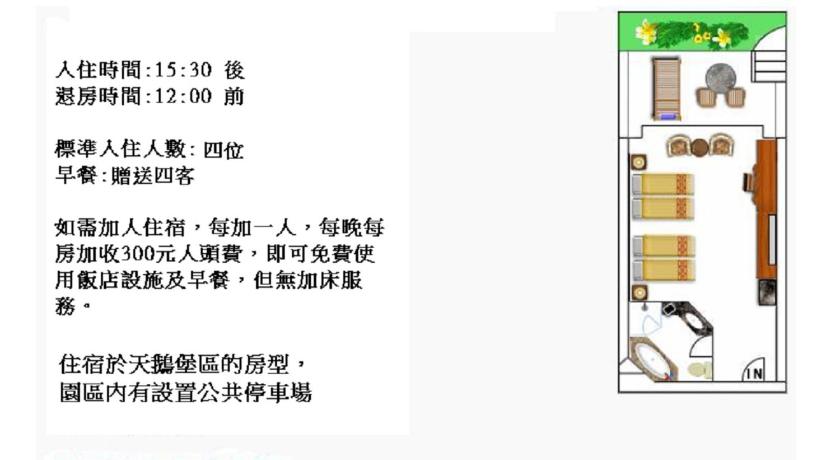 入住時間:15:30 後
退房時間:12:00 前
標準入住人數: 四位
早餐:贈送四客
如需加人住宿，每加一人，每晚每
房加收300元人頭費，即可免費使
用飯店設施及早餐，但無加床服
務。
住宿於天鵝堡區的房型，
園區內有設置公共停車場
IN